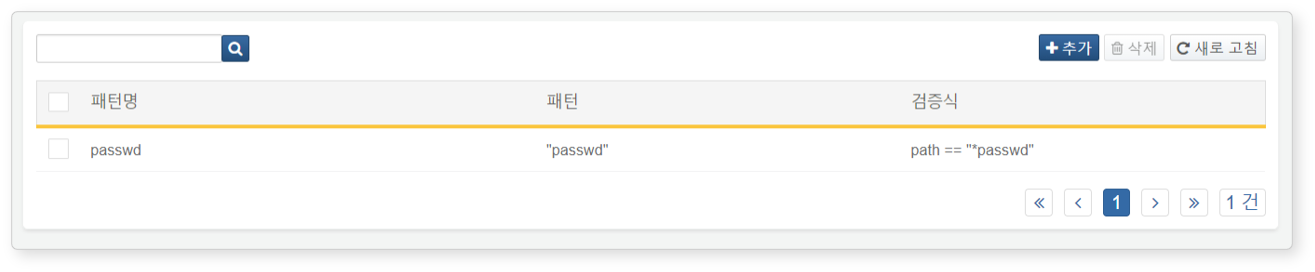 추가 삭제 새로 고침
패턴명 패턴 검증식
passwd "passwd" path == "*passwd"
« ‹ 1 › » 1 건